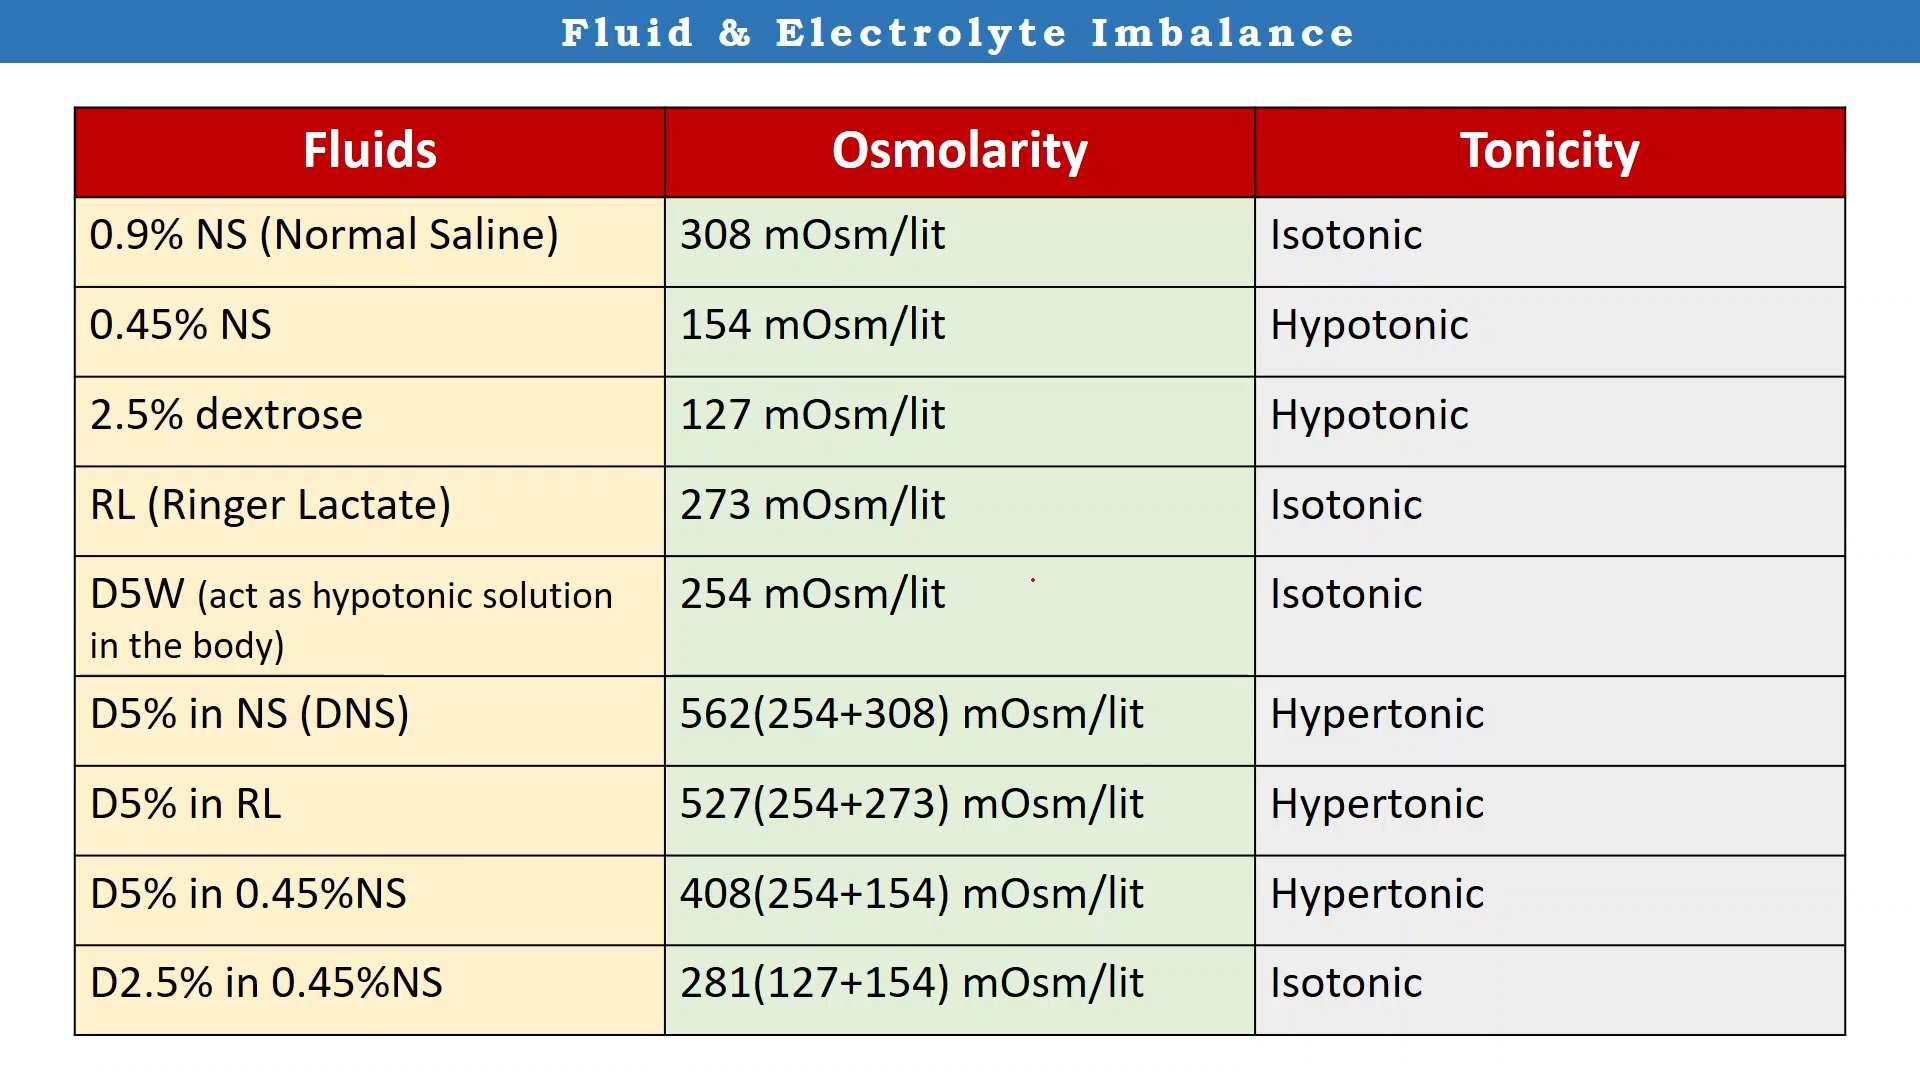 Fluid & Electrolyte Imbalance
Fluids Osmolarity Tonicity
0.9% NS (Normal Saline) 308 mOsm/lit Isotonic
0.45% NS 154 mOsm/lit Hypotonic
2.5% dextrose 127 mOsm/lit Hypotonic
RL (Ringer Lactate) 273 mOsm/lit Isotonic
D5W (act as hypotonic solution 254 mOsm/lit Isotonic
in the body)
D5% in NS (DNS) 562(254+308) mOsm/lit Hypertonic
D5% in RL 527(254+273) mOsm/lit Hypertonic
D5% in 0.45%NS 408(254+154) mOsm/lit Hypertonic
D2.5% in 0.45%NS 281(127+154) mOsm/lit Isotonic